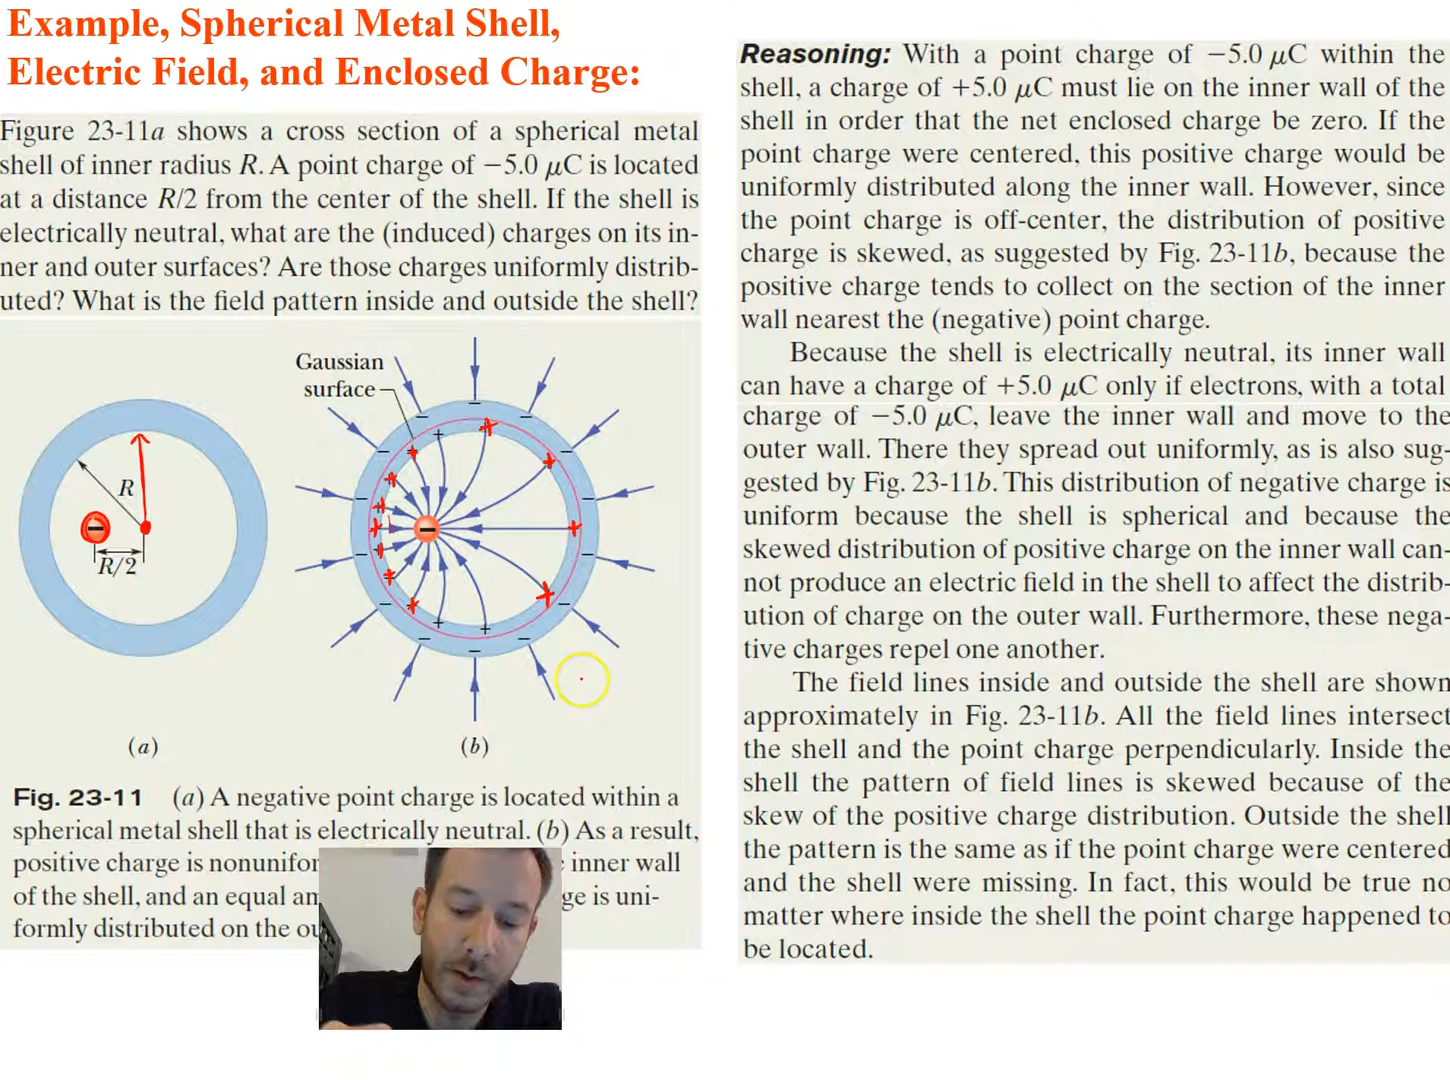 Example, Spherical Metal Shell,
Electric Field, and Enclosed Charge:
Figure 23-11a shows a cross section of a spherical metal
shell of inner radius R. A point charge of −5.0 μC is located
at a distance R/2 from the center of the shell. If the shell is
electrically neutral, what are the (induced) charges on its in-
ner and outer surfaces? Are those charges uniformly distrib-
uted? What is the field pattern inside and outside the shell?
Gaussian
surface
R
R/2
(a)
(b)
Fig. 23-11 (a) A negative point charge is located within a
spherical metal shell that is electrically neutral. (b) As a result,
positive charge is inner wall
of the shell, and an equal is uni-
formly distributed on the
Reasoning: With a point charge of −5.0 μC within the
shell, a charge of +5.0 μC must lie on the inner wall of the
shell in order that the net enclosed charge be zero. If the
point charge were centered, this positive charge would be
uniformly distributed along the inner wall. However, since
the point charge is off-center, the distribution of positive
charge is skewed, as suggested by Fig. 23-11b, because the
positive charge tends to collect on the section of the inner
wall nearest the (negative) point charge.
Because the shell is electrically neutral, its inner wall
can have a charge of +5.0 μC only if electrons, with a total
charge of −5.0 μC, leave the inner wall and move to the
outer wall. There they spread out uniformly, as is also sug-
gested by Fig. 23-11b. This distribution of negative charge is
uniform because the shell is spherical and because the
skewed distribution of positive charge on the inner wall can-
not produce an electric field in the shell to affect the distrib-
ution of charge on the outer wall. Furthermore, these nega-
tive charges repel one another.
The field lines inside and outside the shell are shown
approximately in Fig. 23-11b. All the field lines intersect
the shell and the point charge perpendicularly. Inside the
shell the pattern of field lines is skewed because of the
skew of the positive charge distribution. Outside the shell
the pattern is the same as if the point charge were centered
and the shell were missing. In fact, this would be true no
matter where inside the shell the point charge happened to
be located.